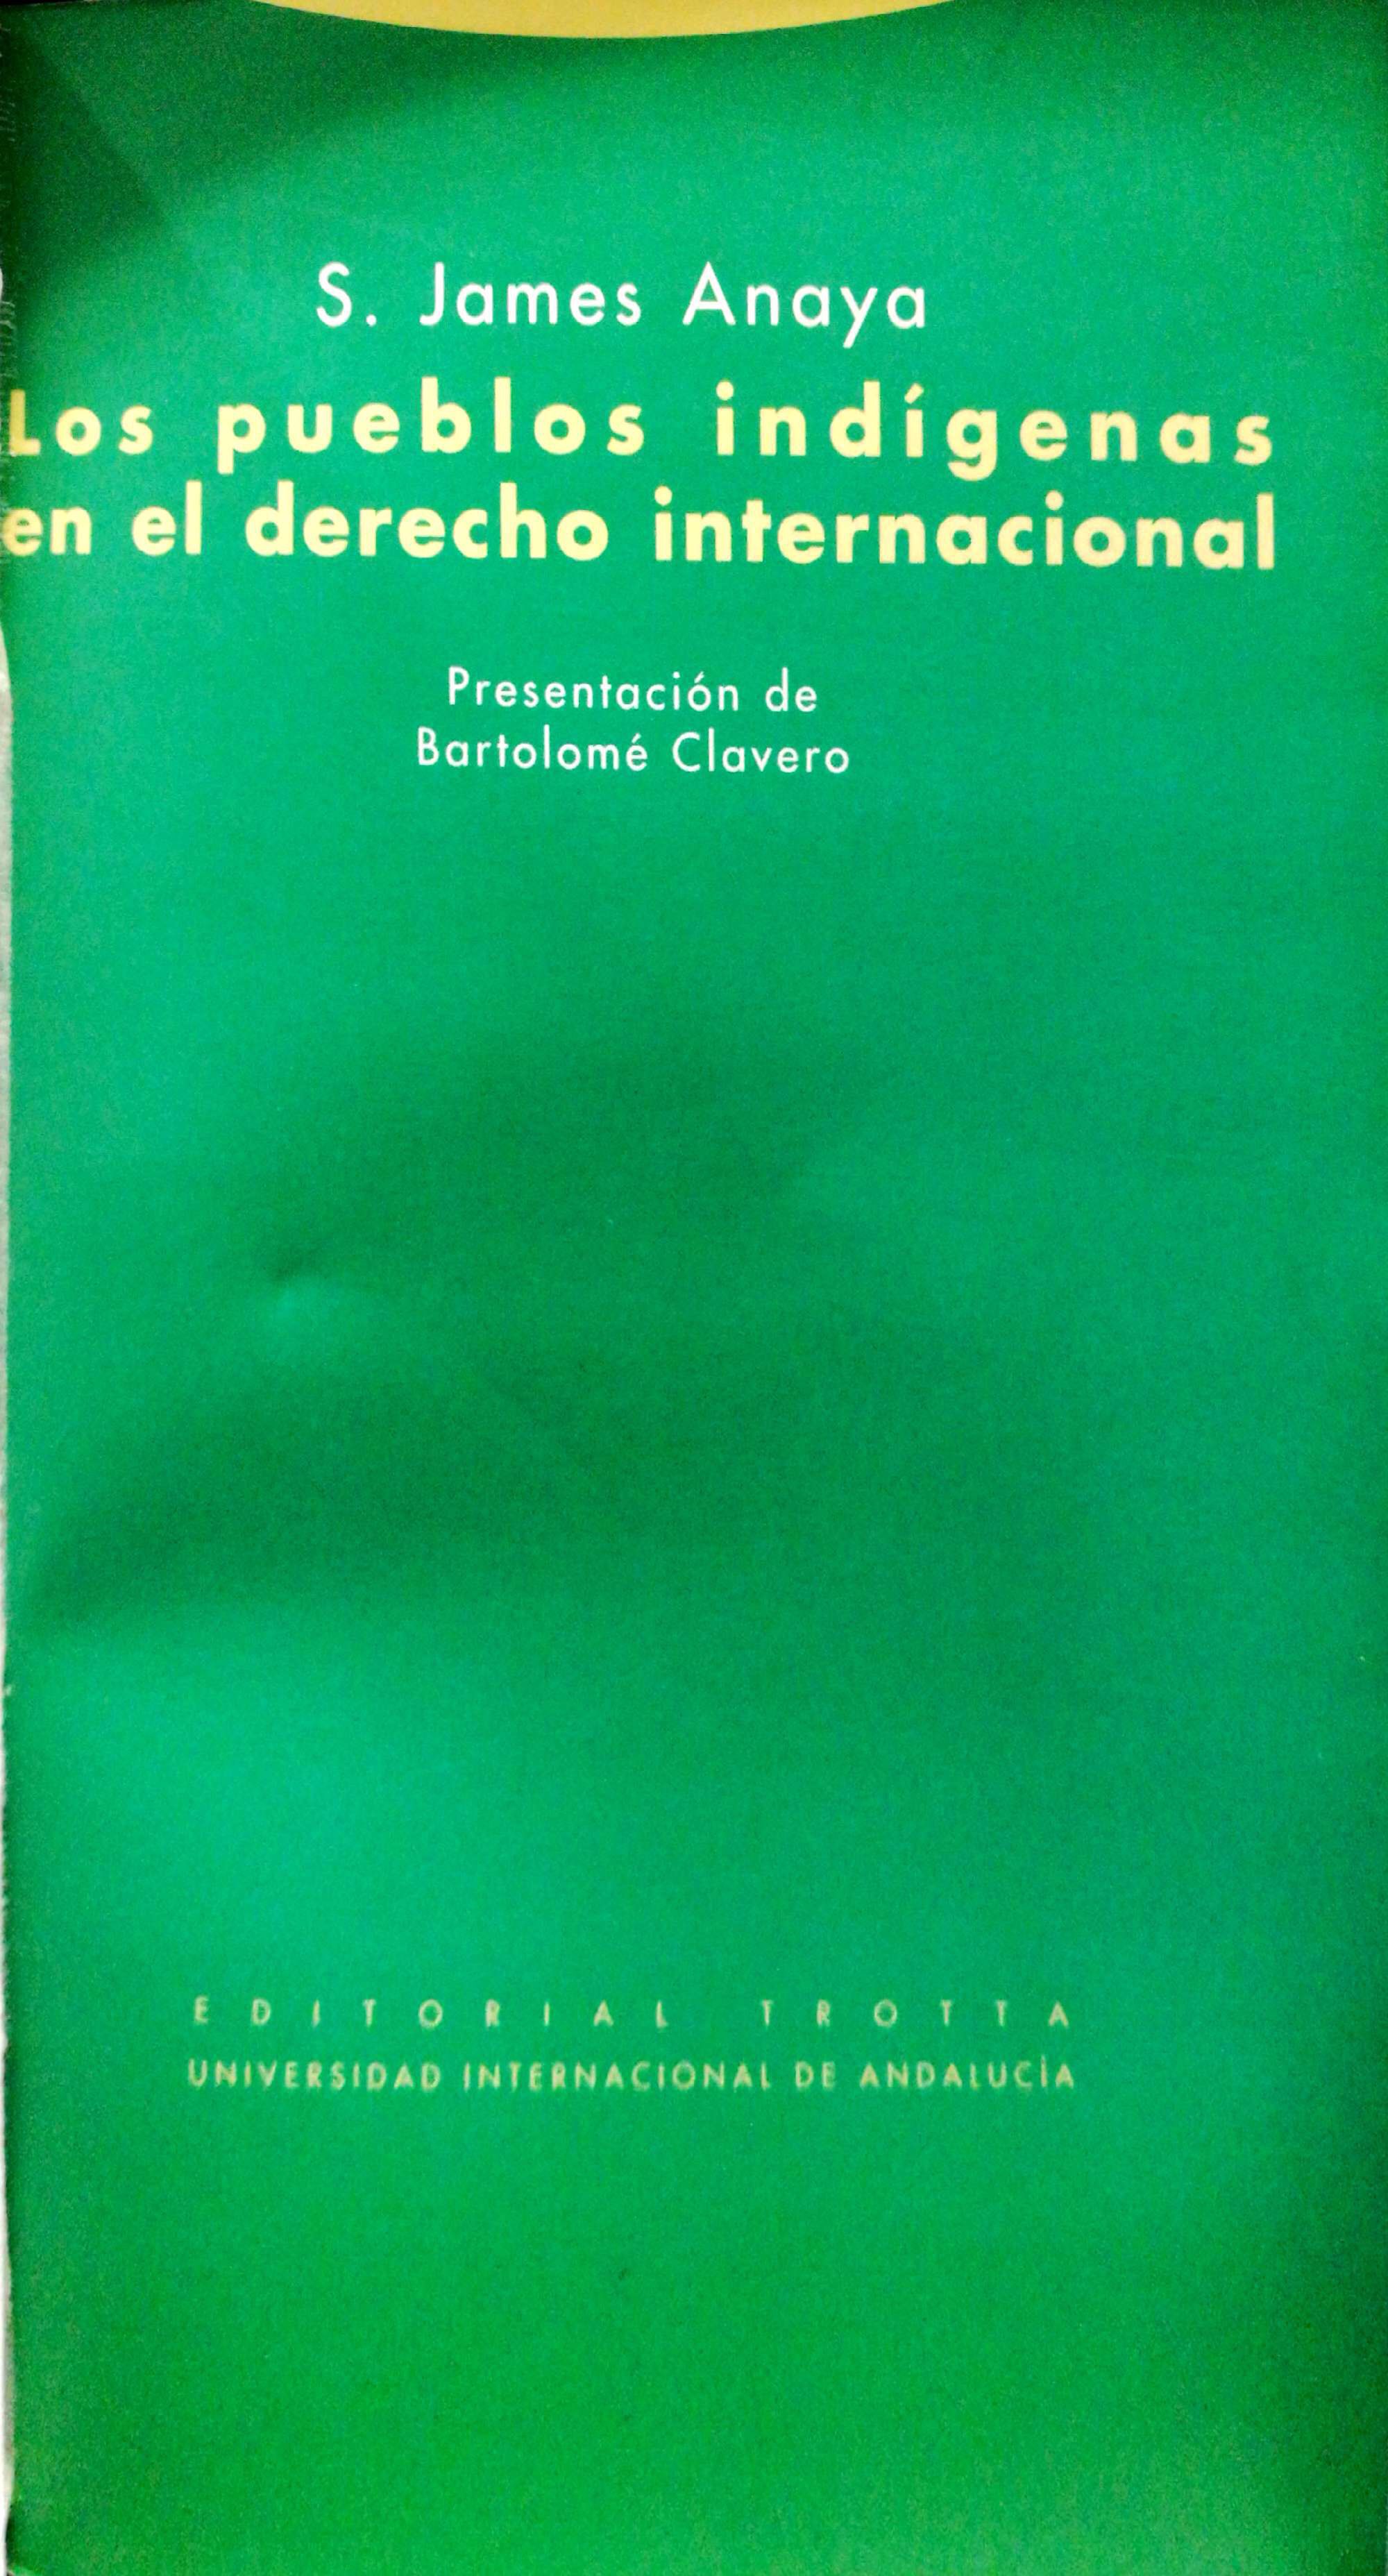 S. James Anaya
Los pueblos indígenas
en el derecho internacional
Presentación de
Bartolomé Clavero
EDITORIAL TROTTA
UNIVERSIDAD INTERNACIONAL DE ANDALUCÍA